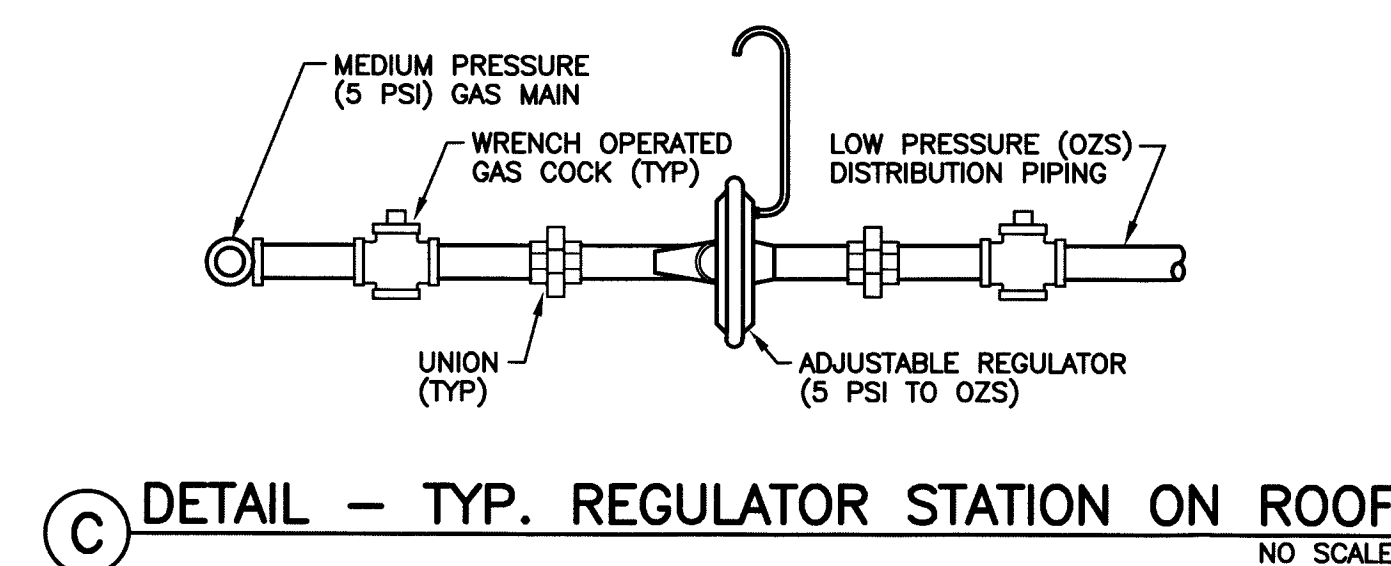 MEDIUM PRESSURE
(5 PSI) GAS MAIN
WRENCH OPERATED
GAS COCK (TYP)
LOW PRESSURE (OZS)
DISTRIBUTION PIPING
UNION
(TYP)
ADJUSTABLE REGULATOR
(5 PSI TO OZS)
C DETAIL – TYP. REGULATOR STATION ON ROOF
NO SCALE